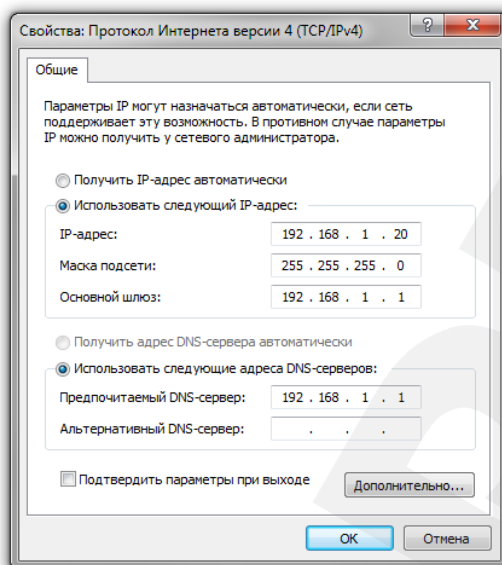 Свойства: Протокол Интернета версии 4 (TCP/IPv4)
Общие
Параметры IP могут назначаться автоматически, если сеть
поддерживает эту возможность. В противном случае параметры
IP можно получить у сетевого администратора.
Получить IP-адрес автоматически
Использовать следующий IP-адрес:
IP-адрес: 192 . 168 . 1 . 20
Маска подсети: 255 . 255 . 255 . 0
Основной шлюз: 192 . 168 . 1 . 1
Получить адрес DNS-сервера автоматически
Использовать следующие адреса DNS-серверов:
Предпочитаемый DNS-сервер: 192 . 168 . 1 . 1
Альтернативный DNS-сервер: . . .
Подтвердить параметры при выходе
Дополнительно...
OK Отмена